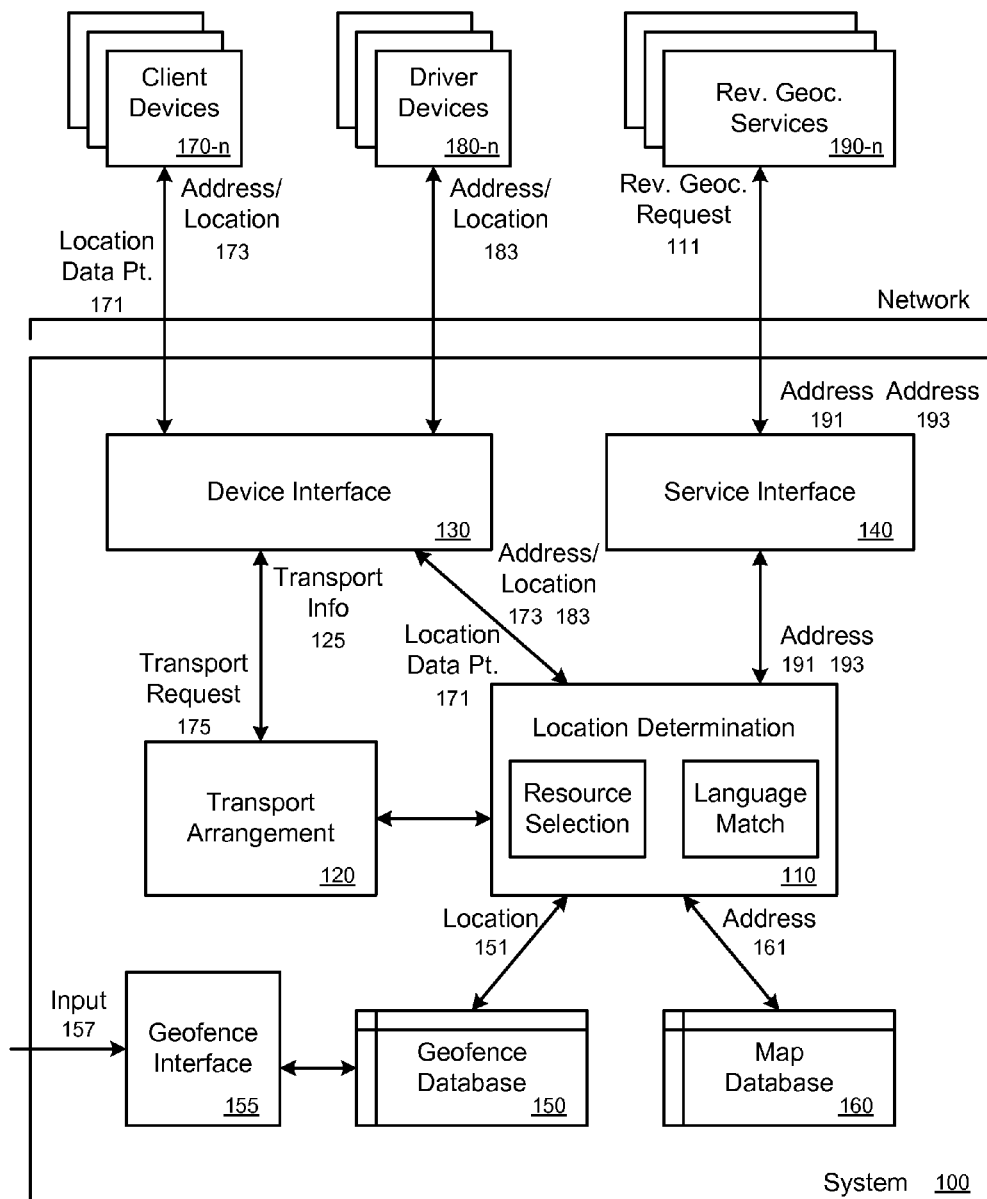 Client
Devices
170-n
Driver
Devices
180-n
Rev. Geoc.
Services
190-n
Location
Data Pt.
171
Address/
Location
173
Address/
Location
183
Rev. Geoc.
Request
111
Network
Address
191
Address
193
Device Interface
130
Service Interface
140
Transport
Info
125
Transport
Request
175
Address/
Location
173 183
Location
Data Pt.
171
Address
191 193
Location Determination
Resource
Selection
Language
Match
110
Transport
Arrangement
120
Location
151
Address
161
Input
157
Geofence
Interface
155
Geofence
Database
150
Map
Database
160
System 100